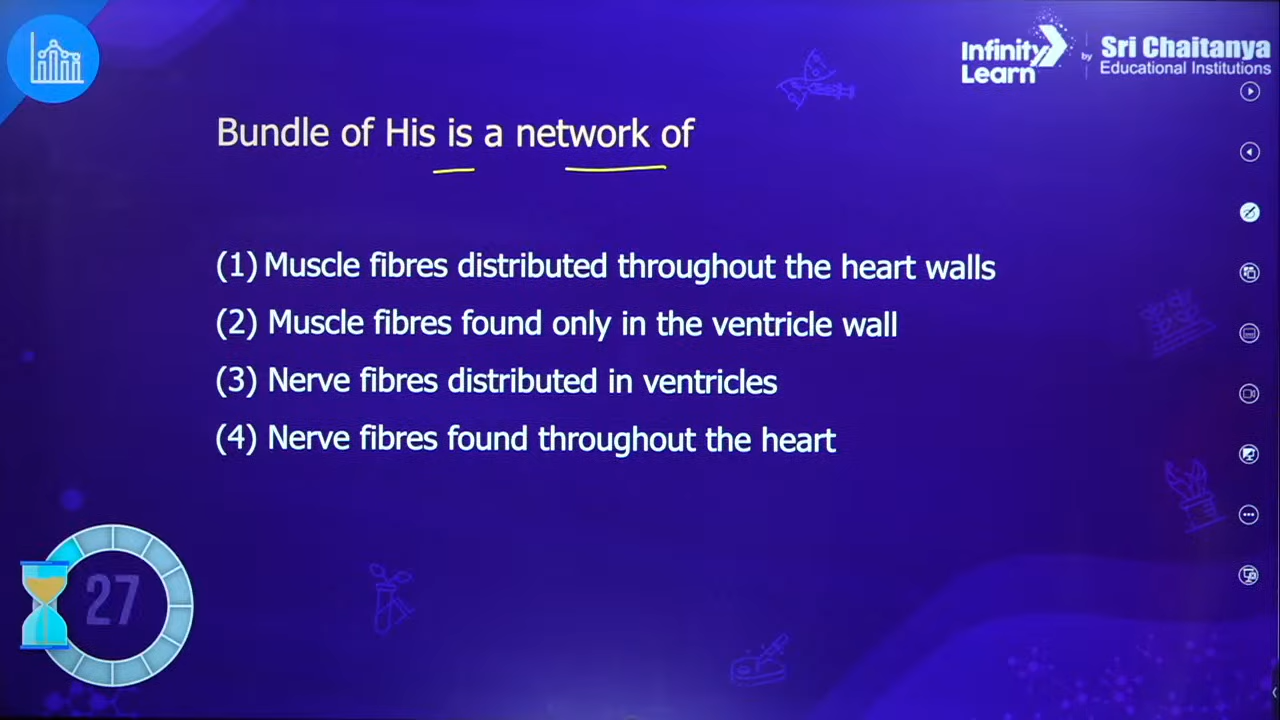 Infinity Learn by Sri Chaitanya Educational Institutions
Bundle of His is a network of
(1) Muscle fibres distributed throughout the heart walls
(2) Muscle fibres found only in the ventricle wall
(3) Nerve fibres distributed in ventricles
(4) Nerve fibres found throughout the heart
27